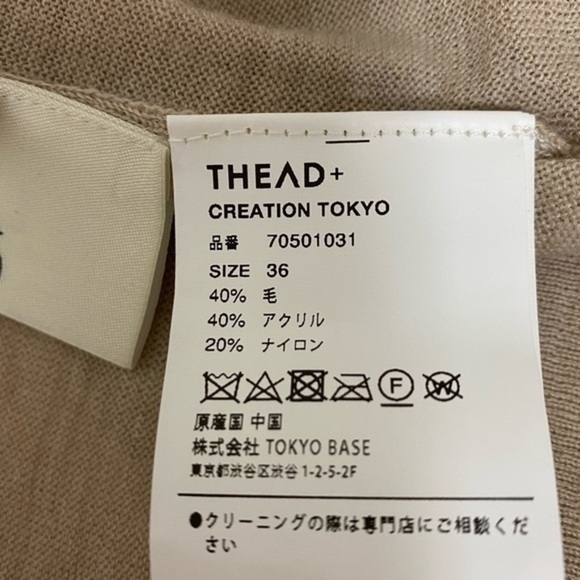 THEAD+
CREATION TOKYO
品番 70501031
SIZE 36
40% 毛
40% アクリル
20% ナイロン
F W
原産国 中国
株式会社 TOKYO BASE
東京都渋谷区渋谷 1-2-5-2F
●クリーニングの際は専門店にご相談くだ
さい